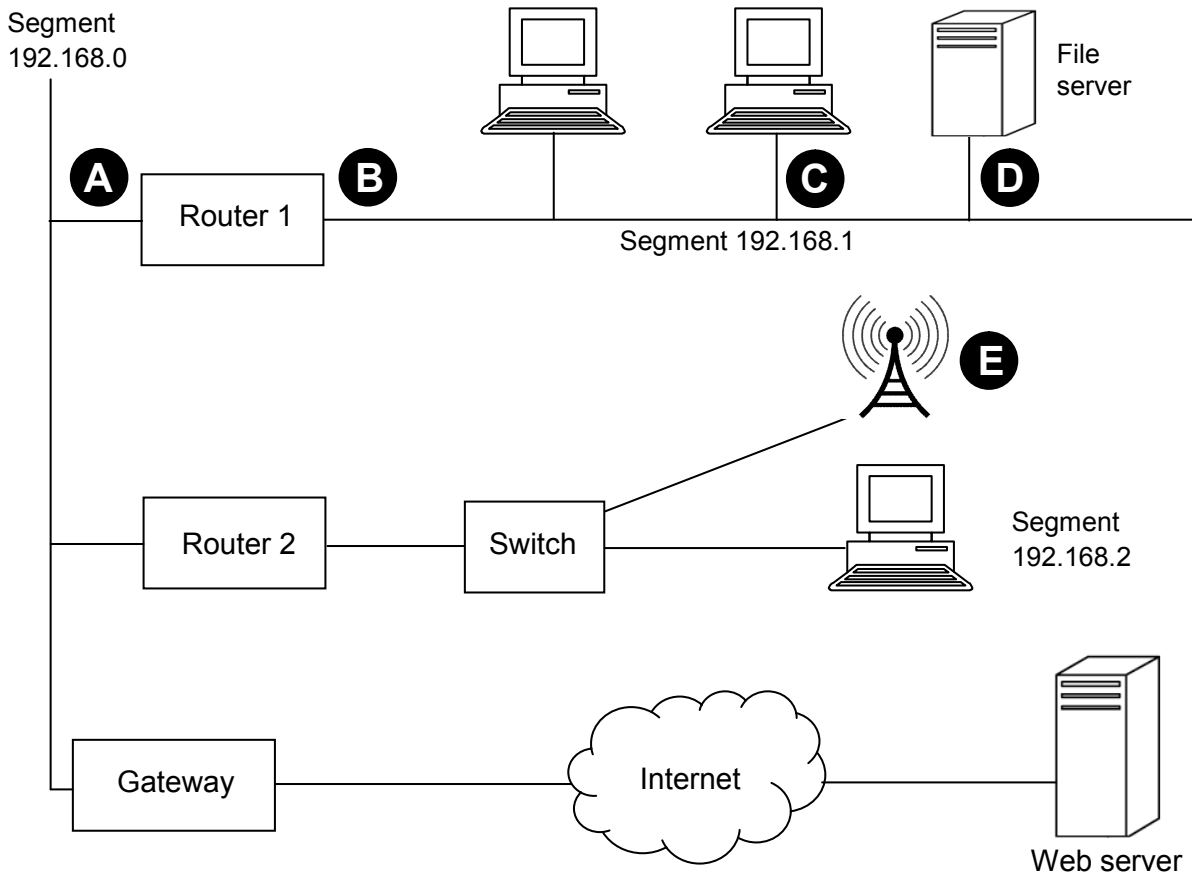 Segment
192.168.0
File
server
A
B
C
D
Router 1
Segment 192.168.1
E
Router 2
Switch
Segment
192.168.2
Gateway
Internet
Web server